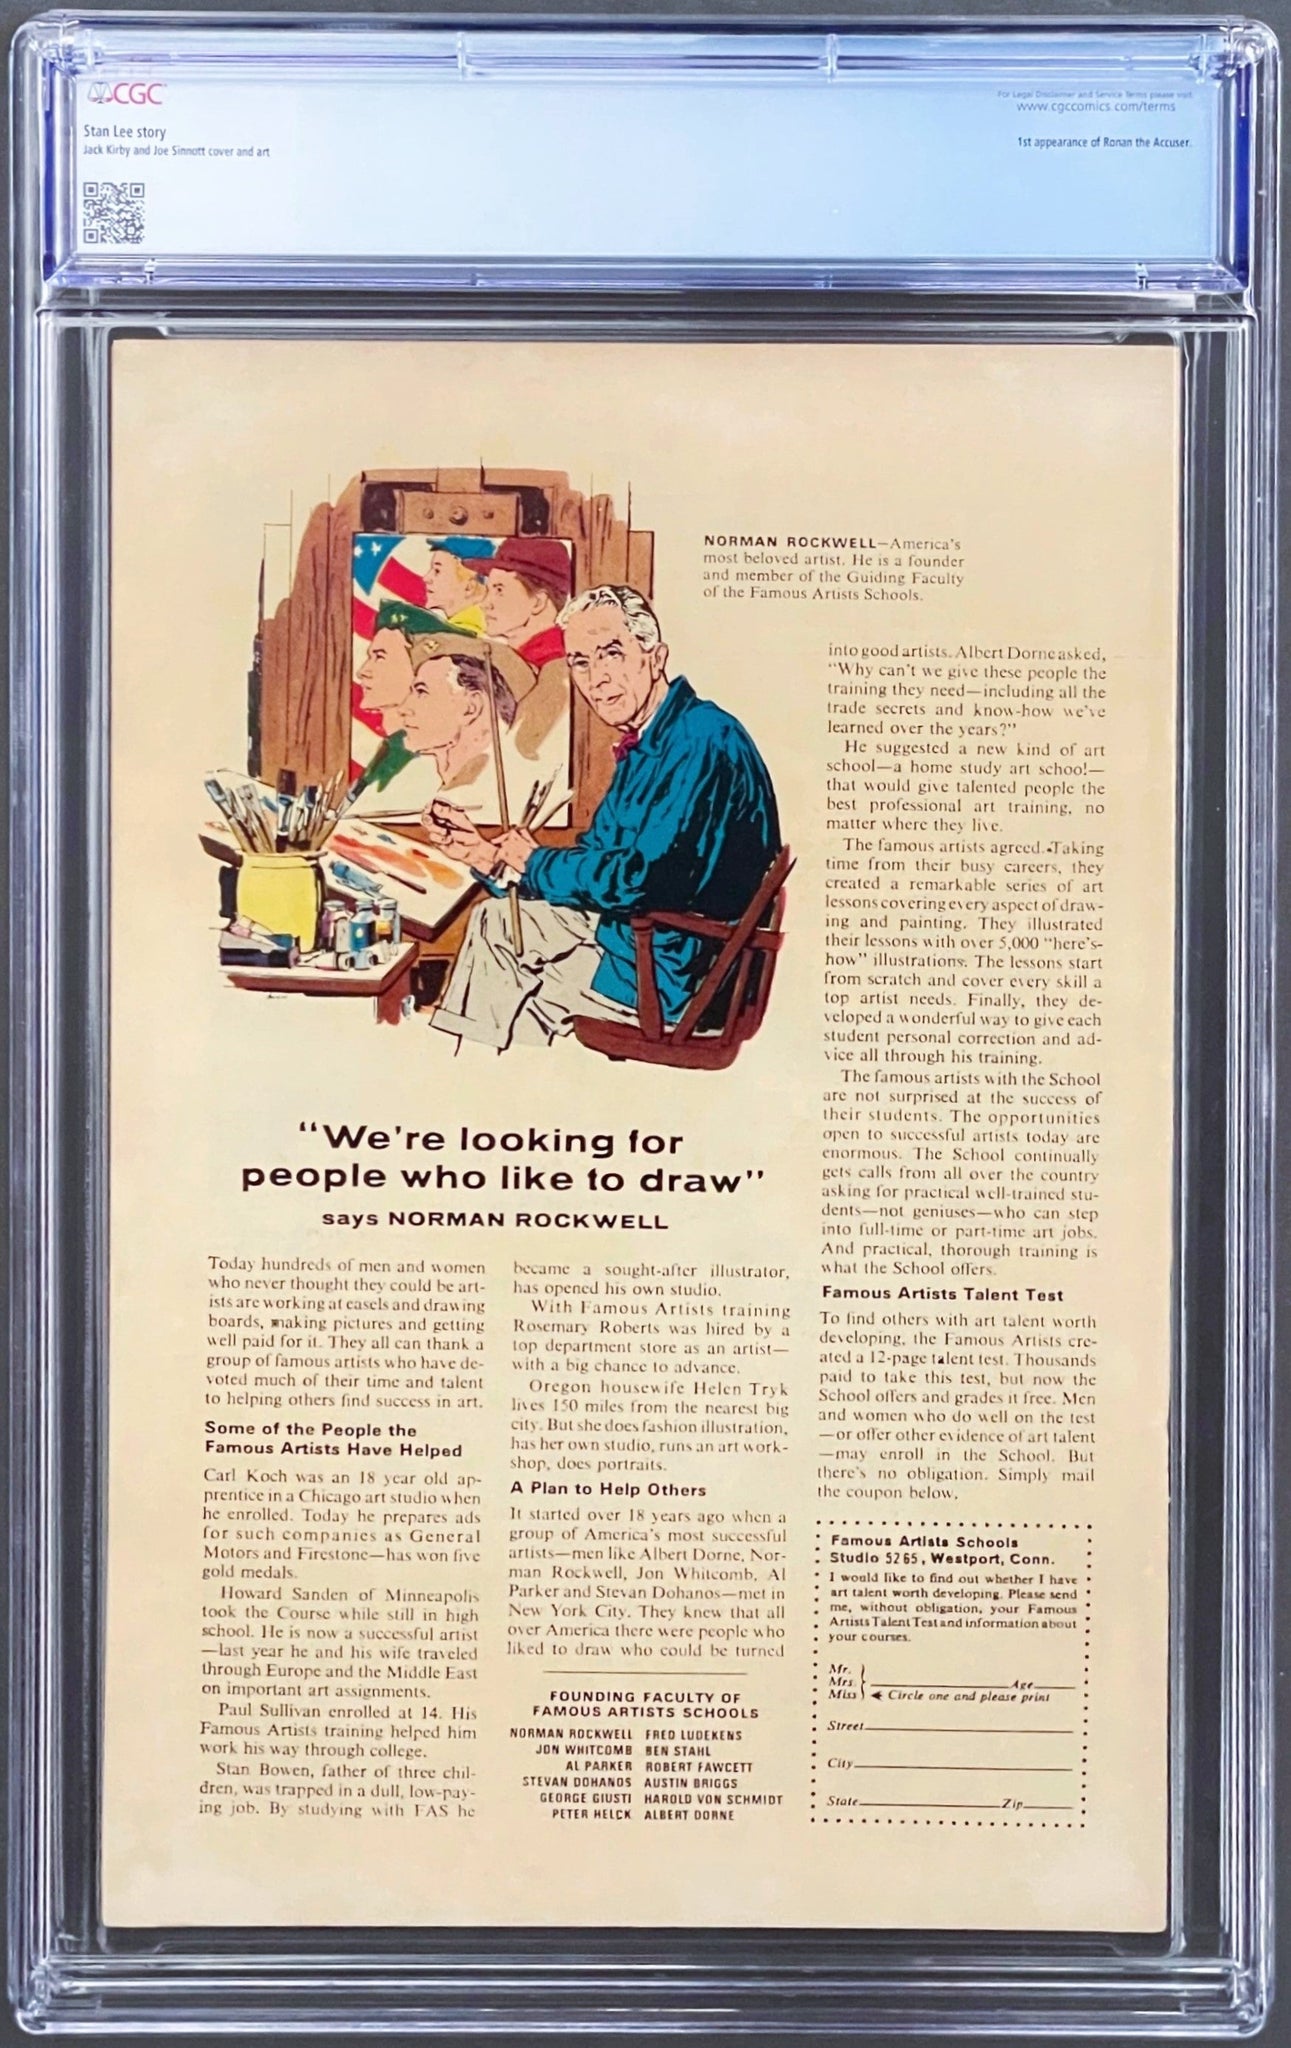 CGC
Stan Lee story
Jack Kirby and Joe Sinnott cover and art
For Legal Disclaimer and Service Terms please visit
www.cgccomics.com/terms
1st appearance of Ronan the Accuser.
NORMAN ROCKWELL—America's
most beloved artist. He is a founder
and member of the Guiding Faculty
of the Famous Artists Schools.
"We're looking for
people who like to draw"
says NORMAN ROCKWELL
Today hundreds of men and women
who never thought they could be art-
ists are working at easels and drawing
boards, making pictures and getting
well paid for it. They all can thank a
group of famous artists who have de-
voted much of their time and talent
to helping others find success in art.
Some of the People the
Famous Artists Have Helped
Carl Koch was an 18 year old ap-
prentice in a Chicago art studio when
he enrolled. Today he prepares ads
for such companies as General
Motors and Firestone—has won five
gold medals.
Howard Sanden of Minneapolis
took the Course while still in high
school. He is now a successful artist
—last year he and his wife traveled
through Europe and the Middle East
on important art assignments.
Paul Sullivan enrolled at 14. His
Famous Artists training helped him
work his way through college.
Stan Bowen, father of three chil-
dren, was trapped in a dull, low-pay-
ing job. By studying with FAS he
became a sought-after illustrator,
has opened his own studio.
With Famous Artists training
Rosemary Roberts was hired by a
top department store as an artist—
with a big chance to advance.
Oregon housewife Helen Tryk
lives 150 miles from the nearest big
city. But she does fashion illustration,
has her own studio, runs an art work-
shop, does portraits.
A Plan to Help Others
It started over 18 years ago when a
group of America's most successful
artists—men like Albert Dorne, Nor-
man Rockwell, Jon Whitcomb, Al
Parker and Stevan Dohanos—met in
New York City. They knew that all
over America there were people who
liked to draw who could be turned
FOUNDING FACULTY OF
FAMOUS ARTISTS SCHOOLS
NORMAN ROCKWELL FRED LUDEKENS
JON WHITCOMB BEN STAHL
AL PARKER ROBERT FAWCETT
STEVAN DOHANOS AUSTIN BRIGGS
GEORGE GIUSTI HAROLD VON SCHMIDT
PETER HELCK ALBERT DORNE
into good artists. Albert Dorne asked,
"Why can't we give these people the
training they need—including all the
trade secrets and know-how we've
learned over the years?"
He suggested a new kind of art
school—a home study art school—
that would give talented people the
best professional art training, no
matter where they live.
The famous artists agreed. Taking
time from their busy careers, they
created a remarkable series of art
lessons covering every aspect of draw-
ing and painting. They illustrated
their lessons with over 5,000 "here's-
how" illustrations. The lessons start
from scratch and cover every skill a
top artist needs. Finally, they de-
veloped a wonderful way to give each
student personal correction and ad-
vice all through his training.
The famous artists with the School
are not surprised at the success of
their students. The opportunities
open to successful artists today are
enormous. The School continually
gets calls from all over the country
asking for practical well-trained stu-
dents—not geniuses—who can step
into full-time or part-time art jobs.
And practical, thorough training is
what the School offers.
Famous Artists Talent Test
To find others with art talent worth
developing, the Famous Artists cre-
ated a 12-page talent test. Thousands
paid to take this test, but now the
School offers and grades it free. Men
and women who do well on the test
—or offer other evidence of art talent
—may enroll in the School. But
there's no obligation. Simply mail
the coupon below.
Famous Artists Schools
Studio 5265, Westport, Conn.
I would like to find out whether I have
art talent worth developing. Please send
me, without obligation, your Famous
Artists Talent Test and information about
your courses.
Mr.
Mrs. Age
Miss Circle one and please print
Street
City
State Zip